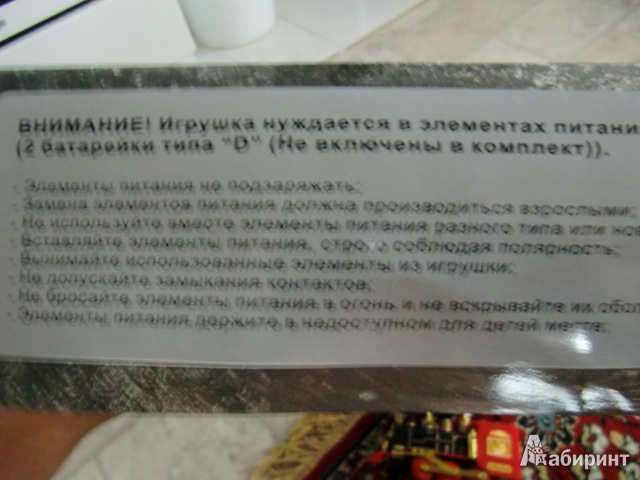 ВНИМАНИЕ! Игрушка нуждается в элементах питани
(2 батарейки типа "D" (Не включены в комплект)).
- Элементы питания не подзаряжать;
- Замена элементов питания должна производиться взрослыми;
- Не используйте вместе элементы питания разного типа или нов
- Вставляйте элементы питания, строго соблюдая полярность;
- Вынимайте использованные элементы из игрушки;
- Не допускайте замыкания контактов;
- Не бросайте элементы питания в огонь и не вскрывайте их обол
- Элементы питания держите в недоступном для детей месте;
Лабиринт